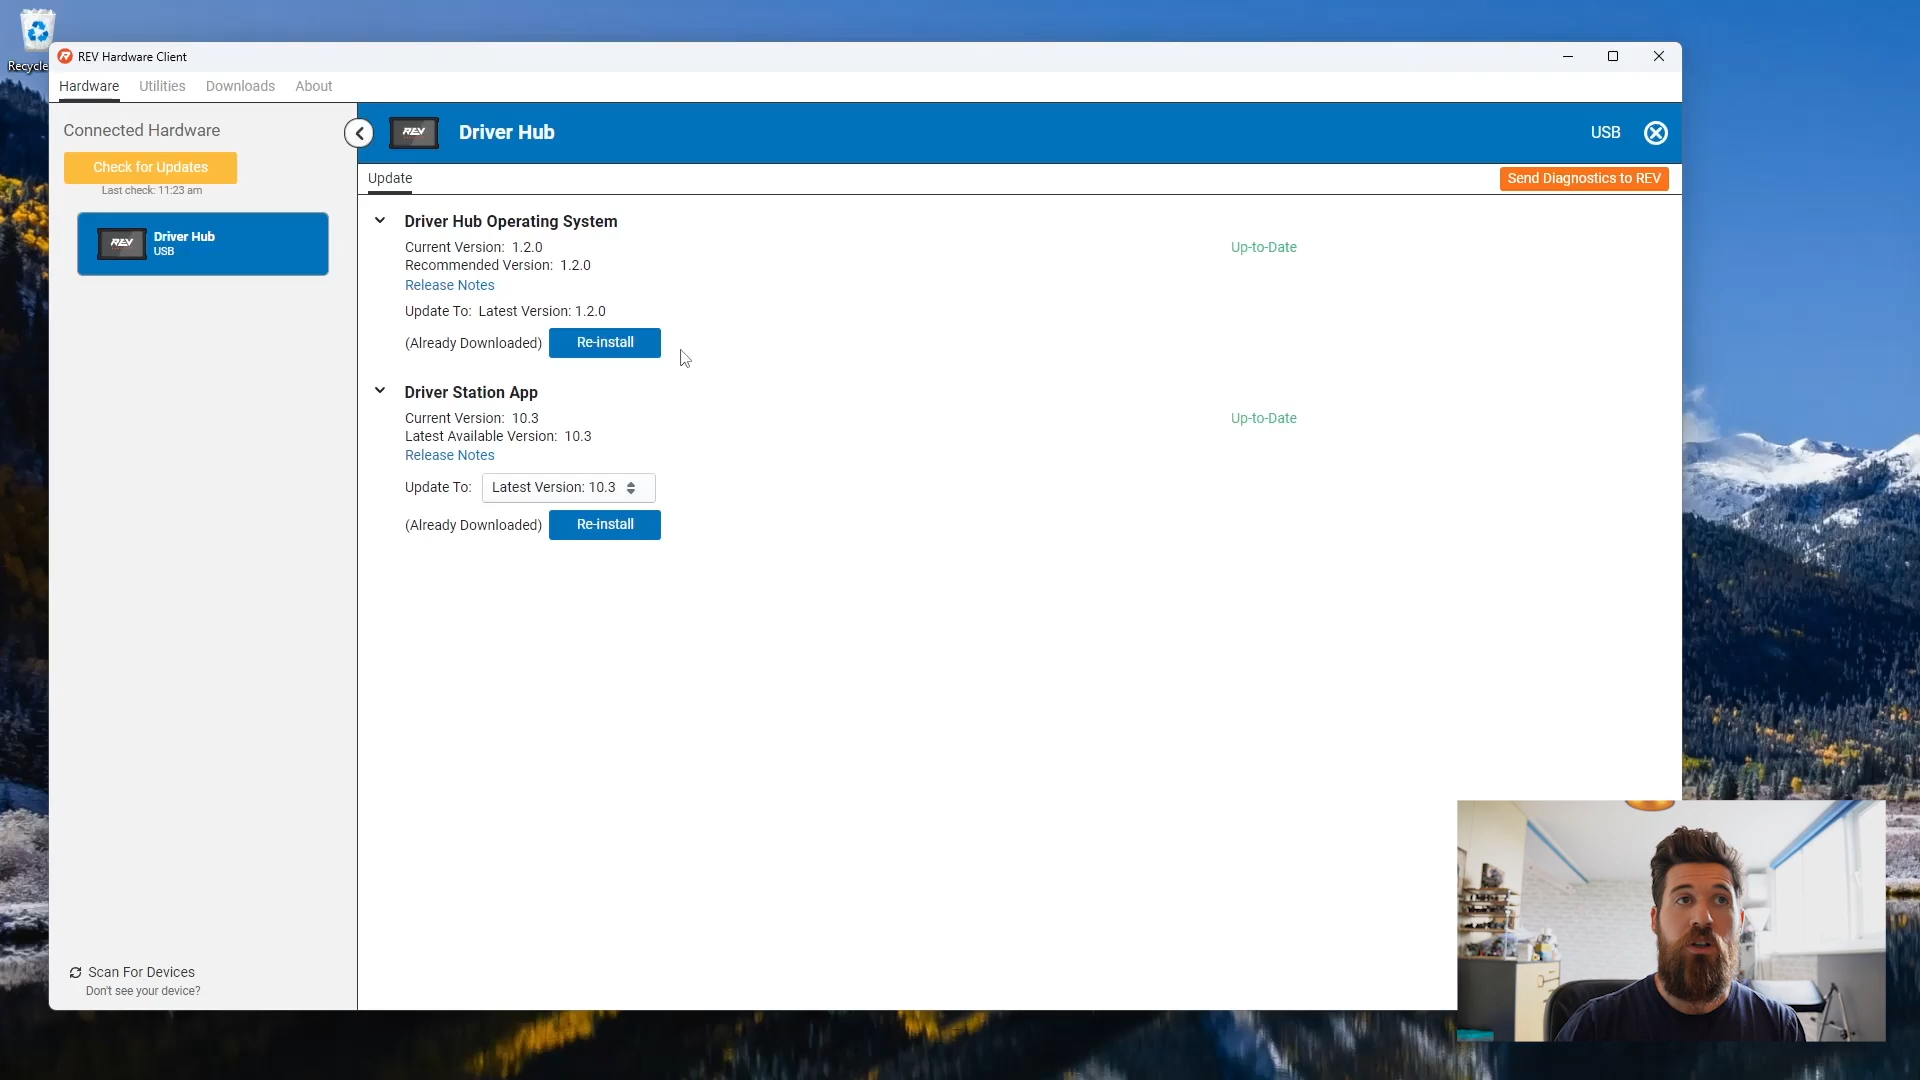 Recycle
REV Hardware Client
Hardware Utilities Downloads About
Connected Hardware
Check for Updates
Last check: 11:23 am
REV Driver Hub
USB
REV Driver Hub USB
Update Send Diagnostics to REV
Driver Hub Operating System
Current Version: 1.2.0 Up-to-Date
Recommended Version: 1.2.0
Release Notes
Update To: Latest Version: 1.2.0
(Already Downloaded) Re-install
Driver Station App
Current Version: 10.3 Up-to-Date
Latest Available Version: 10.3
Release Notes
Update To: Latest Version: 10.3
(Already Downloaded) Re-install
Scan For Devices
Don't see your device?